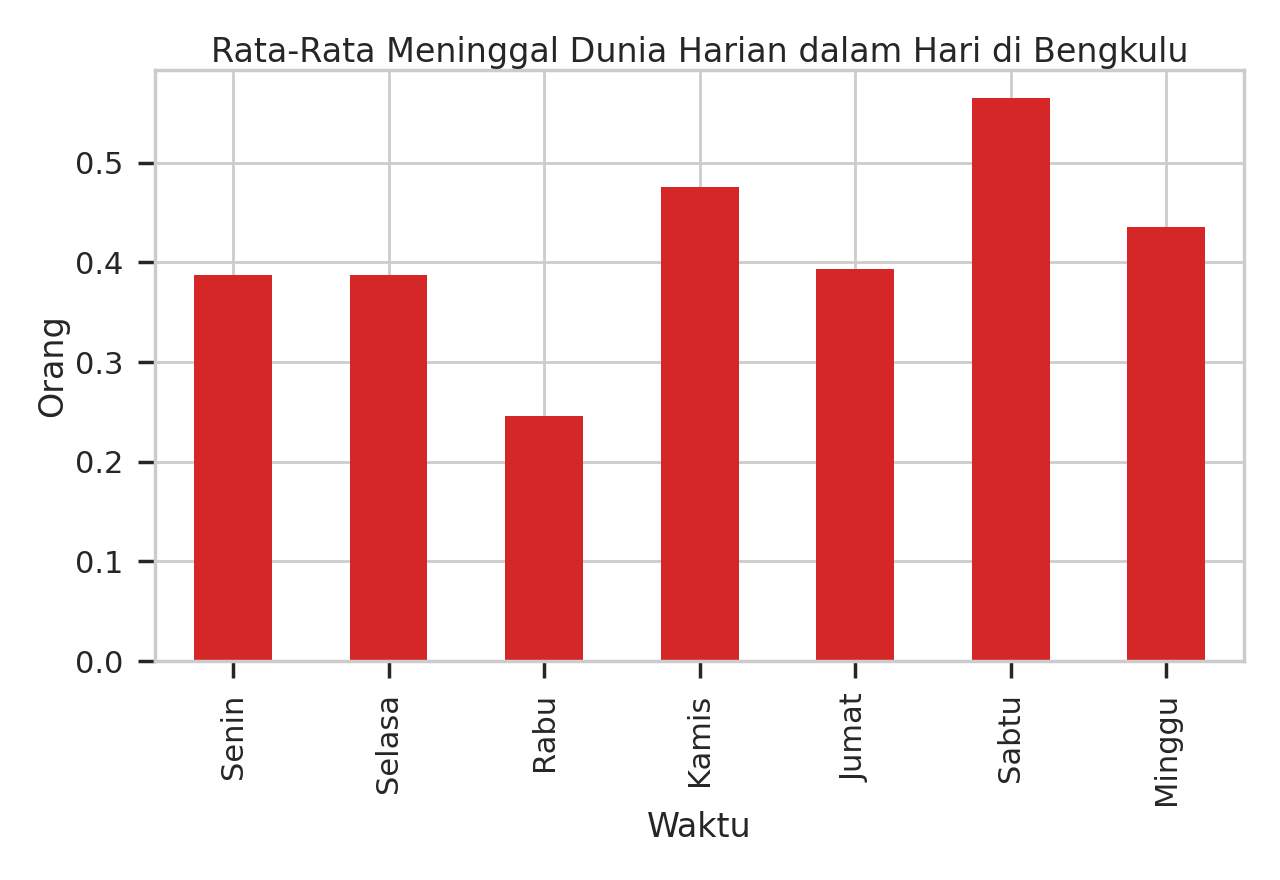 Rata-Rata Meninggal Dunia Harian dalam Hari di Bengkulu
Orang
0.5
0.4
0.3
0.2
0.1
0.0
Senin
Selasa
Rabu
Kamis
Jumat
Sabtu
Minggu
Waktu